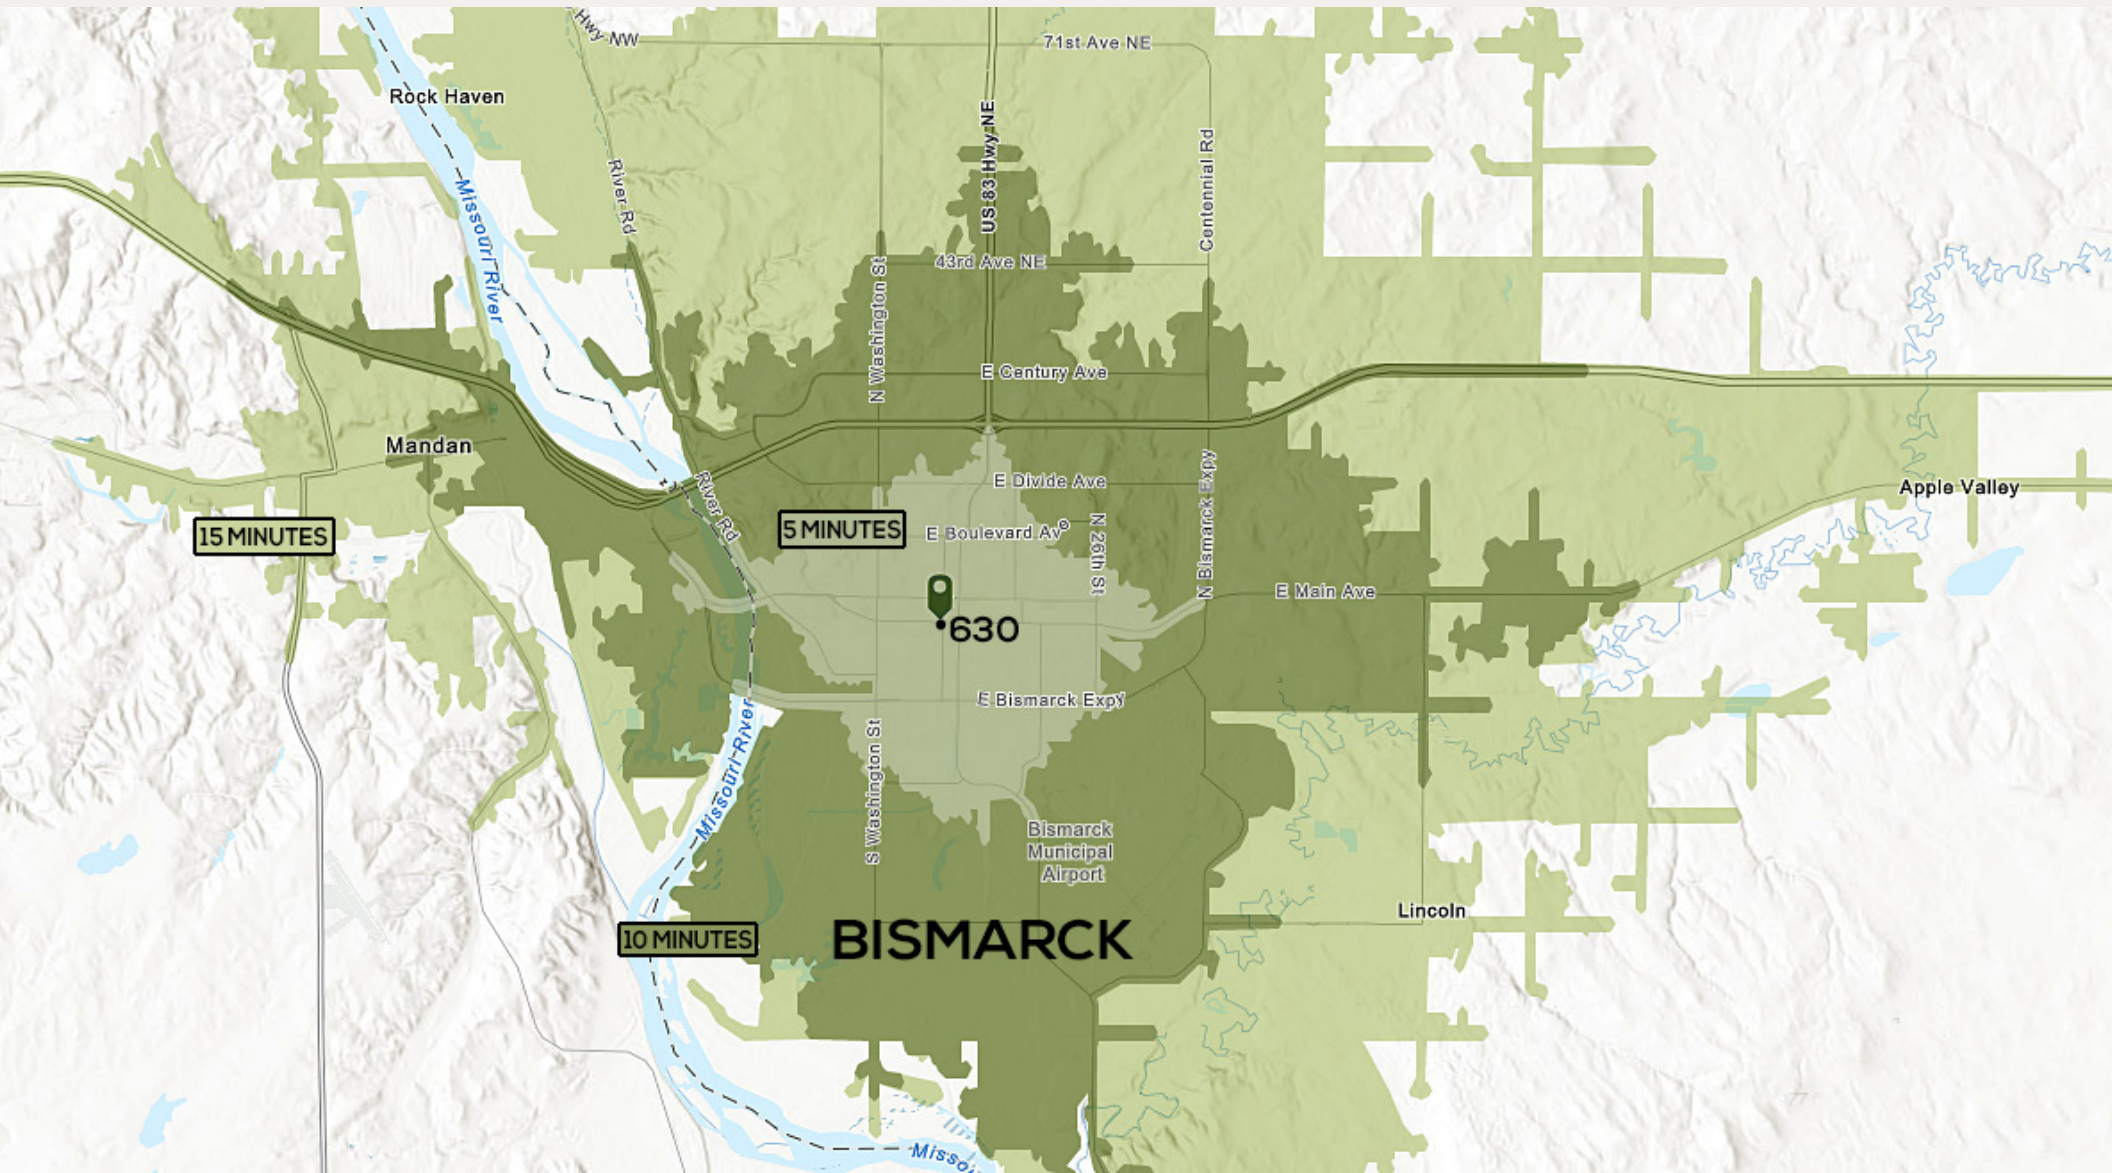 Hwy NW
71st Ave NE
Rock Haven
US 83 Hwy NE
Centennial Rd
River Rd
Missouri River
43rd Ave NE
N Washington St
E Century Ave
Mandan
E Divide Ave
N Bismarck Expy
River Rd
Apple Valley
15 MINUTES
5 MINUTES
E Boulevard Ave
N 26th St
E Main Ave
630
E Bismarck Expy
Missouri River
S Washington St
Bismarck
Municipal
Airport
Lincoln
10 MINUTES
BISMARCK
Misso